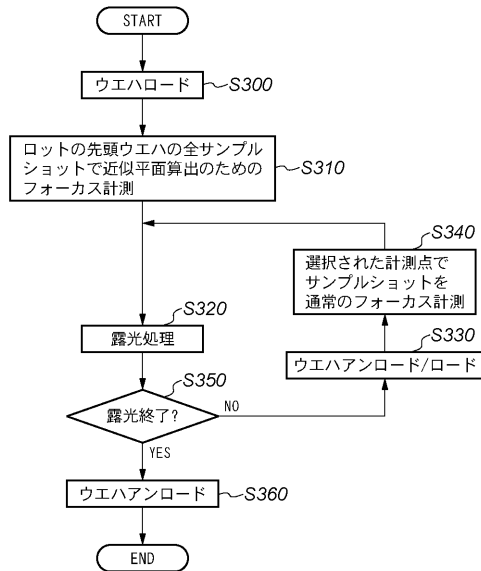 START
ウエハロード
S300
ロットの先頭ウエハの全サンプル
ショットで近似平面算出のための
フォーカス計測
S310
S340
選択された計測点で
サンプルショットを
通常のフォーカス計測
S320
露光処理
S330
ウエハアンロード/ロード
S350
露光終了?
NO
YES
ウエハアンロード
S360
END